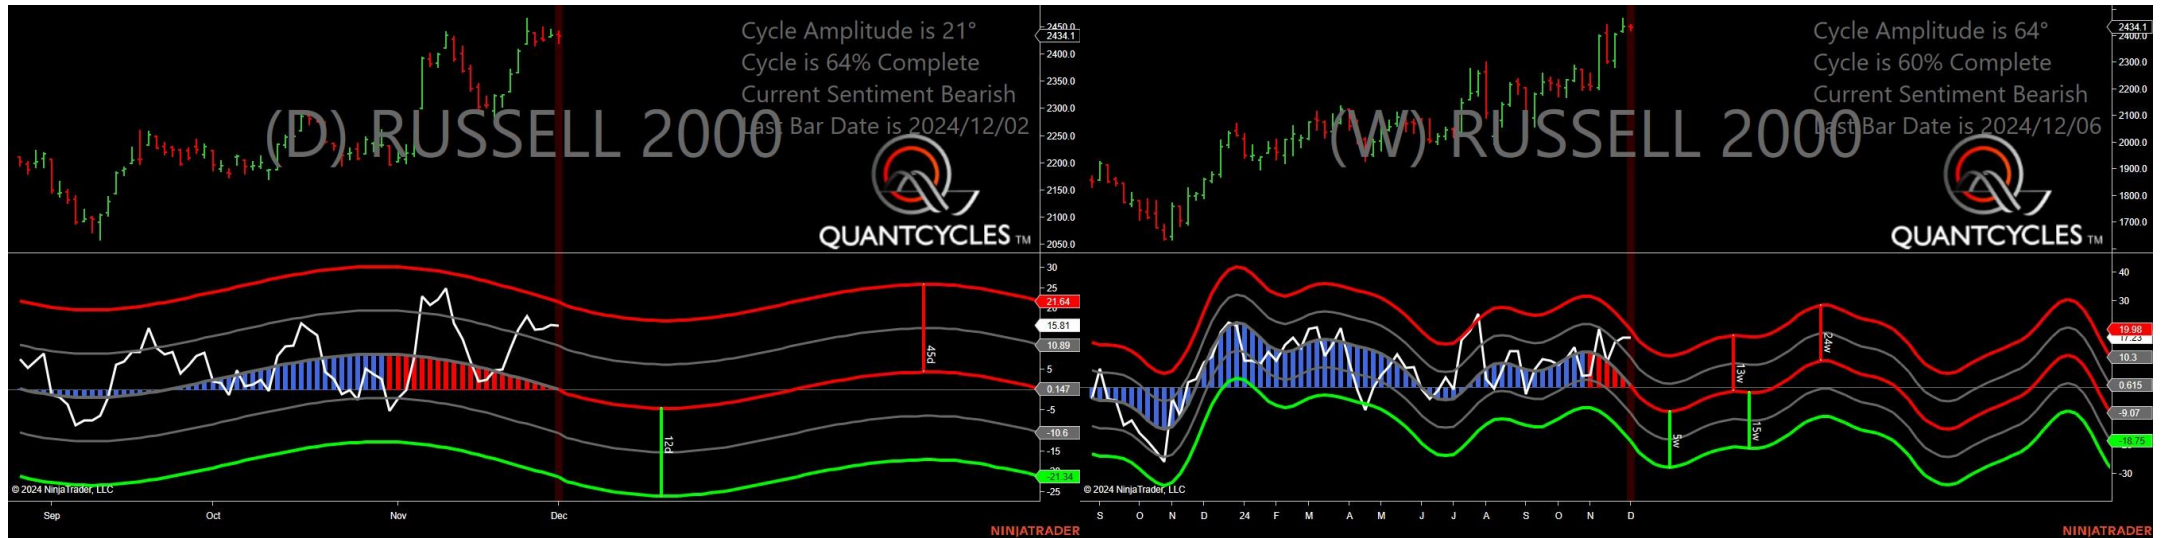 Cycle Amplitude is 21°
Cycle is 64% Complete
Current Sentiment Bearish
Last Bar Date is 2024/12/02
(D) RUSSELL 2000
QUANTCYCLES TM
2450.0
2434.1
2400.0
2350.0
2300.0
2250.0
2200.0
2150.0
2100.0
2050.0
30
25
21.64
20
15.81
10.89
5
0.147
-5
-10.6
-15
-21.34
-25
45d
12d
© 2024 NinjaTrader, LLC
Sep Oct Nov Dec
NINJATRADER
Cycle Amplitude is 64°
Cycle is 60% Complete
Current Sentiment Bearish
Last Bar Date is 2024/12/06
(W) RUSSELL 2000
QUANTCYCLES TM
2434.1
2400.0
2300.0
2200.0
2100.0
2000.0
1900.0
1800.0
1700.0
40
30
19.98
17.23
10.3
0.615
-9.07
-18.75
-30
13w
24w
5w
15w
© 2024 NinjaTrader, LLC
S O N D 24 F M A M J J A S O N D
NINJATRADER